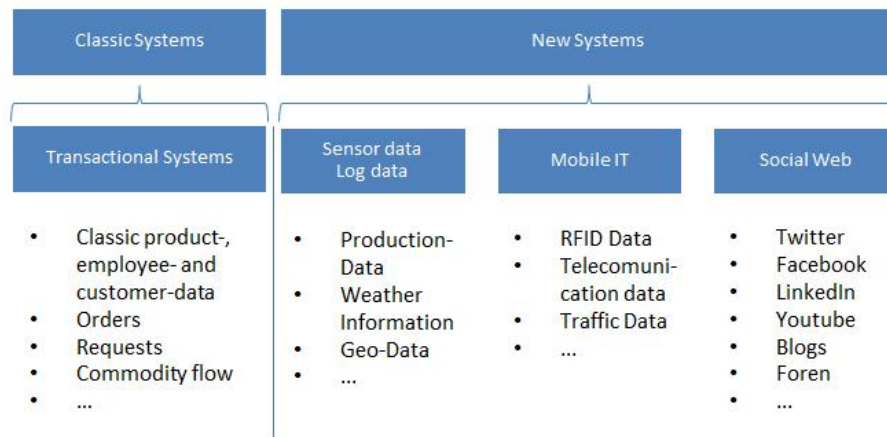 Classic Systems
New Systems
Transactional Systems
• Classic product-,
employee- and
customer-data
• Orders
• Requests
• Commodity flow
• ...
Sensor data
Log data
• Production-
Data
• Weather
Information
• Geo-Data
• ...
Mobile IT
• RFID Data
• Telecomuni-
cation data
• Traffic Data
• ...
Social Web
• Twitter
• Facebook
• LinkedIn
• Youtube
• Blogs
• Foren
• ...